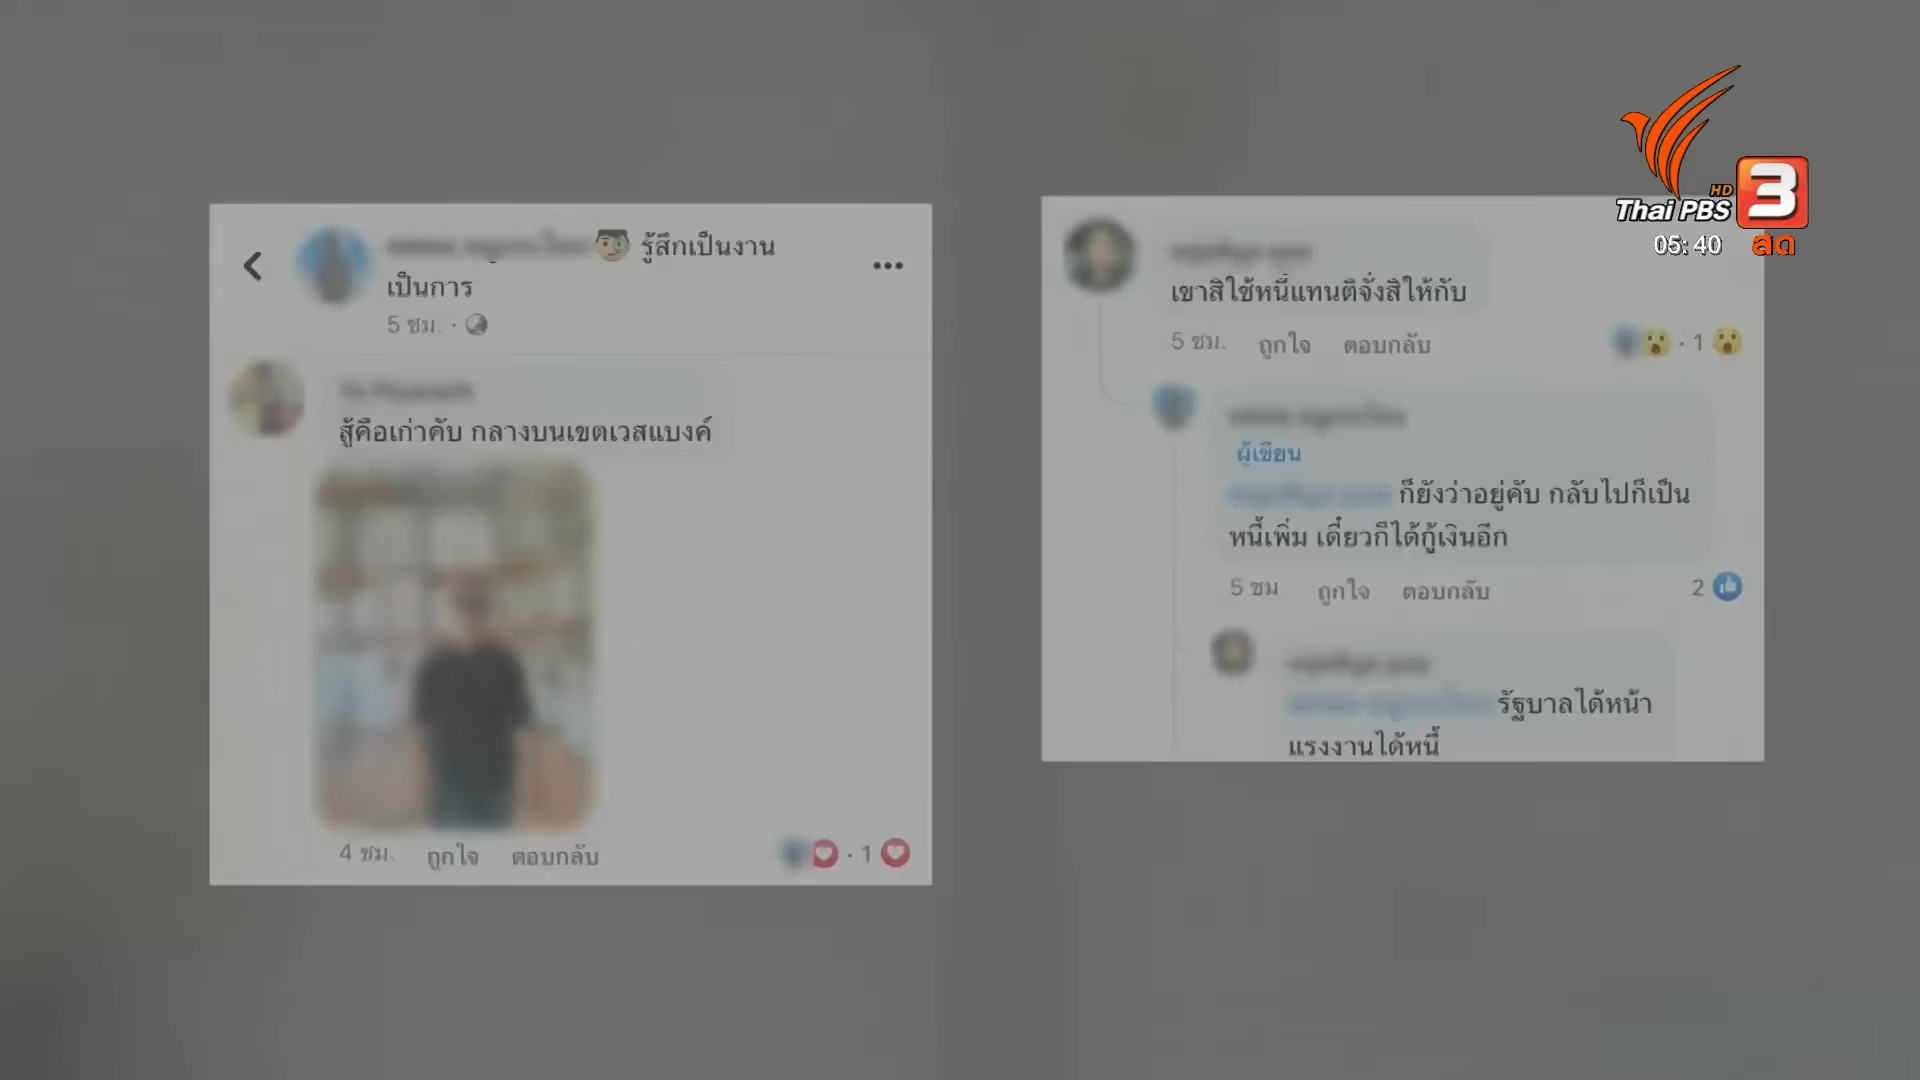 HD
Thai PBS 3
05:40 สด
รู้สึกเป็นงาน
เป็นการ
5 ชม.
สู้คือเก่าคับ กลางบนเขตเวสแบงค์
4 ชม. ถูกใจ ตอบกลับ
1
เขาสิใช้หนี้แทนติจั่งสิให้กับ
5 ชม. ถูกใจ ตอบกลับ
1
ผู้เขียน
ก็ยังว่าอยู่คับ กลับไปก็เป็น
หนี้เพิ่ม เดี๋ยวก็ได้กู้เงินอีก
5 ชม. ถูกใจ ตอบกลับ
2
รัฐบาลได้หน้า
แรงงานได้หนี้